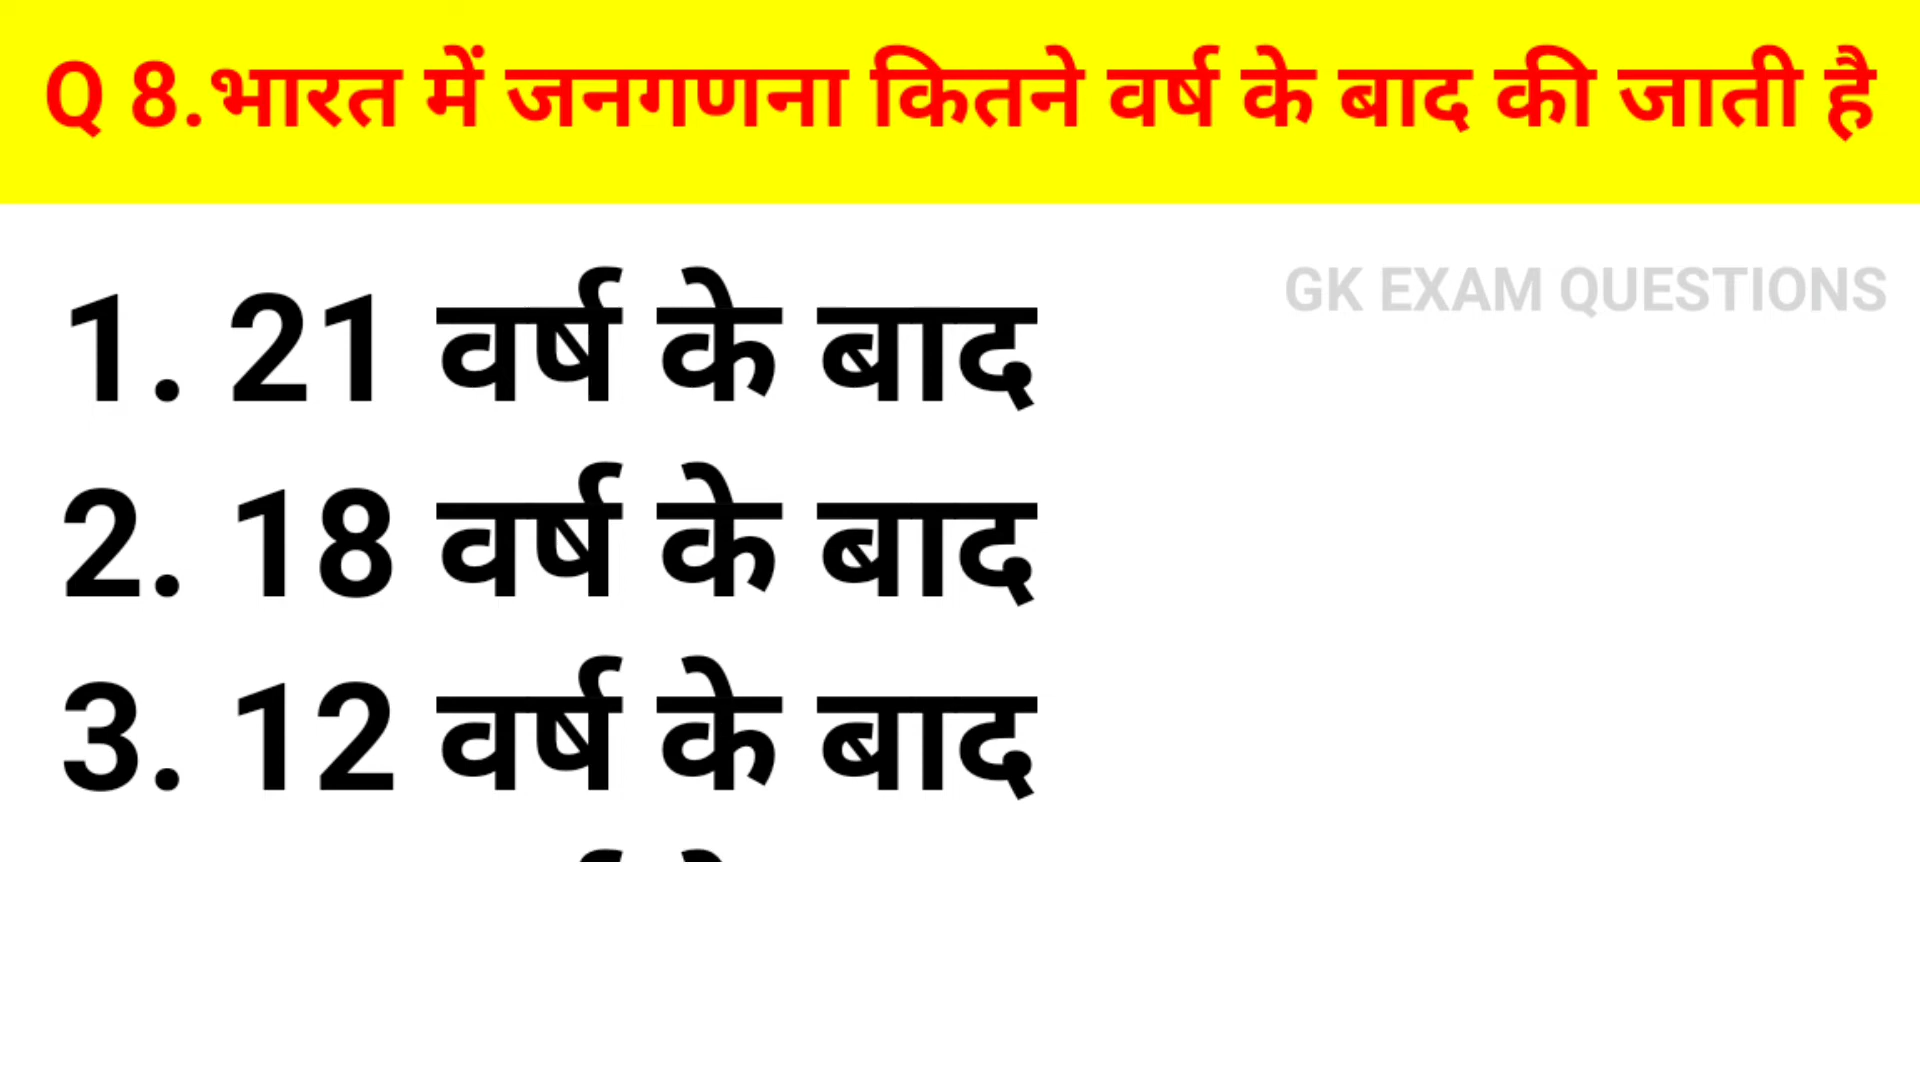 Q 8.भारत में जनगणना कितने वर्ष के बाद की जाती है
GK EXAM QUESTIONS
1. 21 वर्ष के बाद
2. 18 वर्ष के बाद
3. 12 वर्ष के बाद